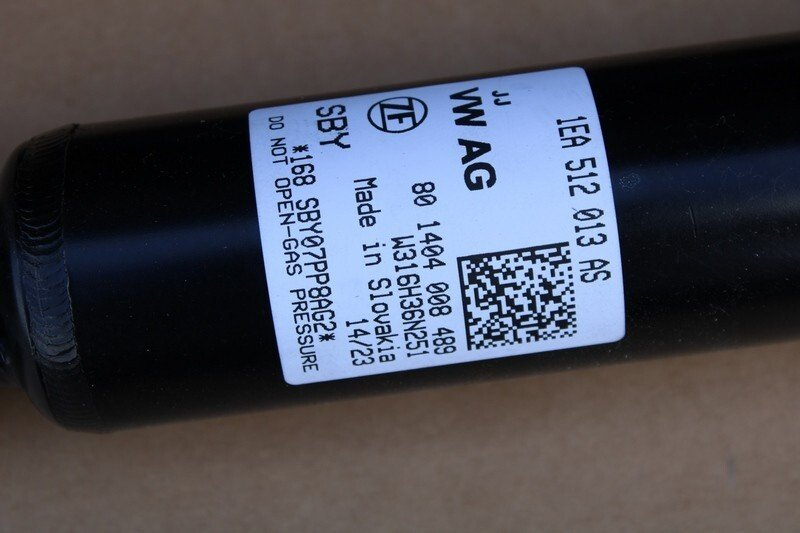 1EA 512 013 AS
JJ
VW AG
80 1404 008 489
W316H36N251
ZF
Made in Slovakia
14/23
SBY
*168 SBY07PP8AG2*
DO NOT OPEN-GAS PRESSURE